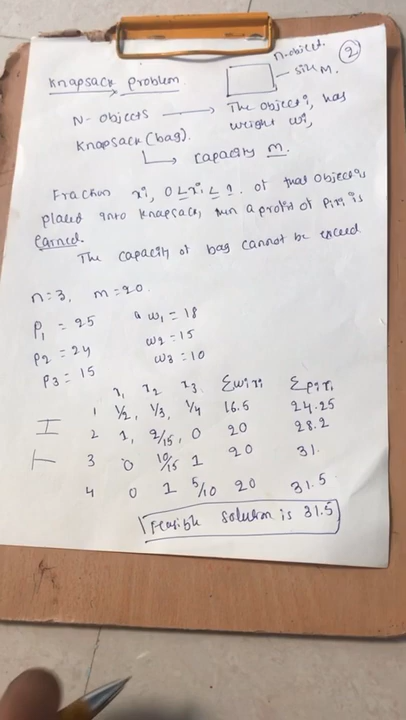 n-object.
2
size M.
Knapsack problem
N- Objects → The object i, has
weight wi,
Knapsack (bag).
Capacity m.
Fraction xi, 0 ≤ xi ≤ 1. of that object is
placed into knapsack, then a profit of pixi is
earned.
The capacity of bag cannot be exceed
n=3, m=20.
P1 = 25 w1 = 18
P2 = 24 w2 = 15
P3 = 15 w3 = 10
x1 x2 x3 Σwixi Σpixi
1 1/2, 1/3, 1/4 16.5 24.25
2 1, 2/15, 0 20 28.2
3 0 10/15 1 20 31.
4 0 1 5/10 20 31.5
Feasible solution is 31.5